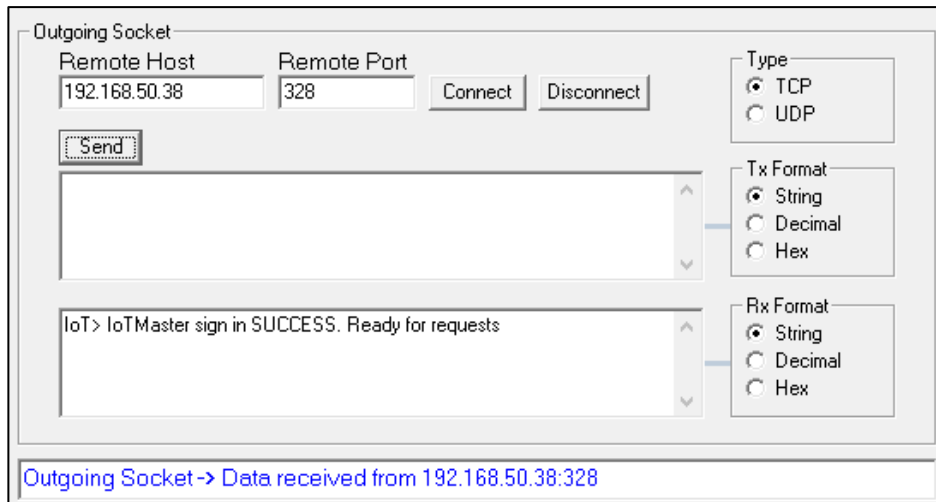 Outgoing Socket
Remote Host Remote Port
192.168.50.38 328 Connect Disconnect
Type
TCP
UDP
Send
Tx Format
String
Decimal
Hex
IoT> IoTMaster sign in SUCCESS. Ready for requests
Rx Format
String
Decimal
Hex
Outgoing Socket -> Data received from 192.168.50.38:328